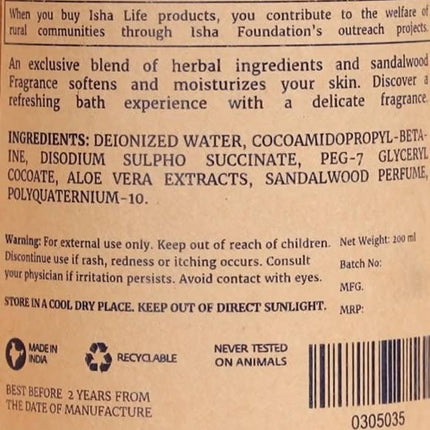 When you buy Isha Life products, you contribute to the welfare of
rural communities through Isha Foundation's outreach projects.
An exclusive blend of herbal ingredients and sandalwood
Fragrance softens and moisturizes your skin. Discover a
refreshing bath experience with a delicate fragrance.
INGREDIENTS: DEIONIZED WATER, COCOAMIDOPROPYL-BETA-
INE, DISODIUM SULPHO SUCCINATE, PEG-7 GLYCERYL
COCOATE, ALOE VERA EXTRACTS, SANDALWOOD PERFUME,
POLYQUATERNIUM-10.
Warning: For external use only. Keep out of reach of children.
Discontinue use if rash, redness or itching occurs. Consult
your physician if irritation persists. Avoid contact with eyes.
STORE IN A COOL DRY PLACE. KEEP OUT OF DIRECT SUNLIGHT.
Net Weight: 200 ml
Batch No:
MFG.
MRP:
MADE IN
INDIA
RECYCLABLE
NEVER TESTED
ON ANIMALS
BEST BEFORE 2 YEARS FROM
THE DATE OF MANUFACTURE
0305035